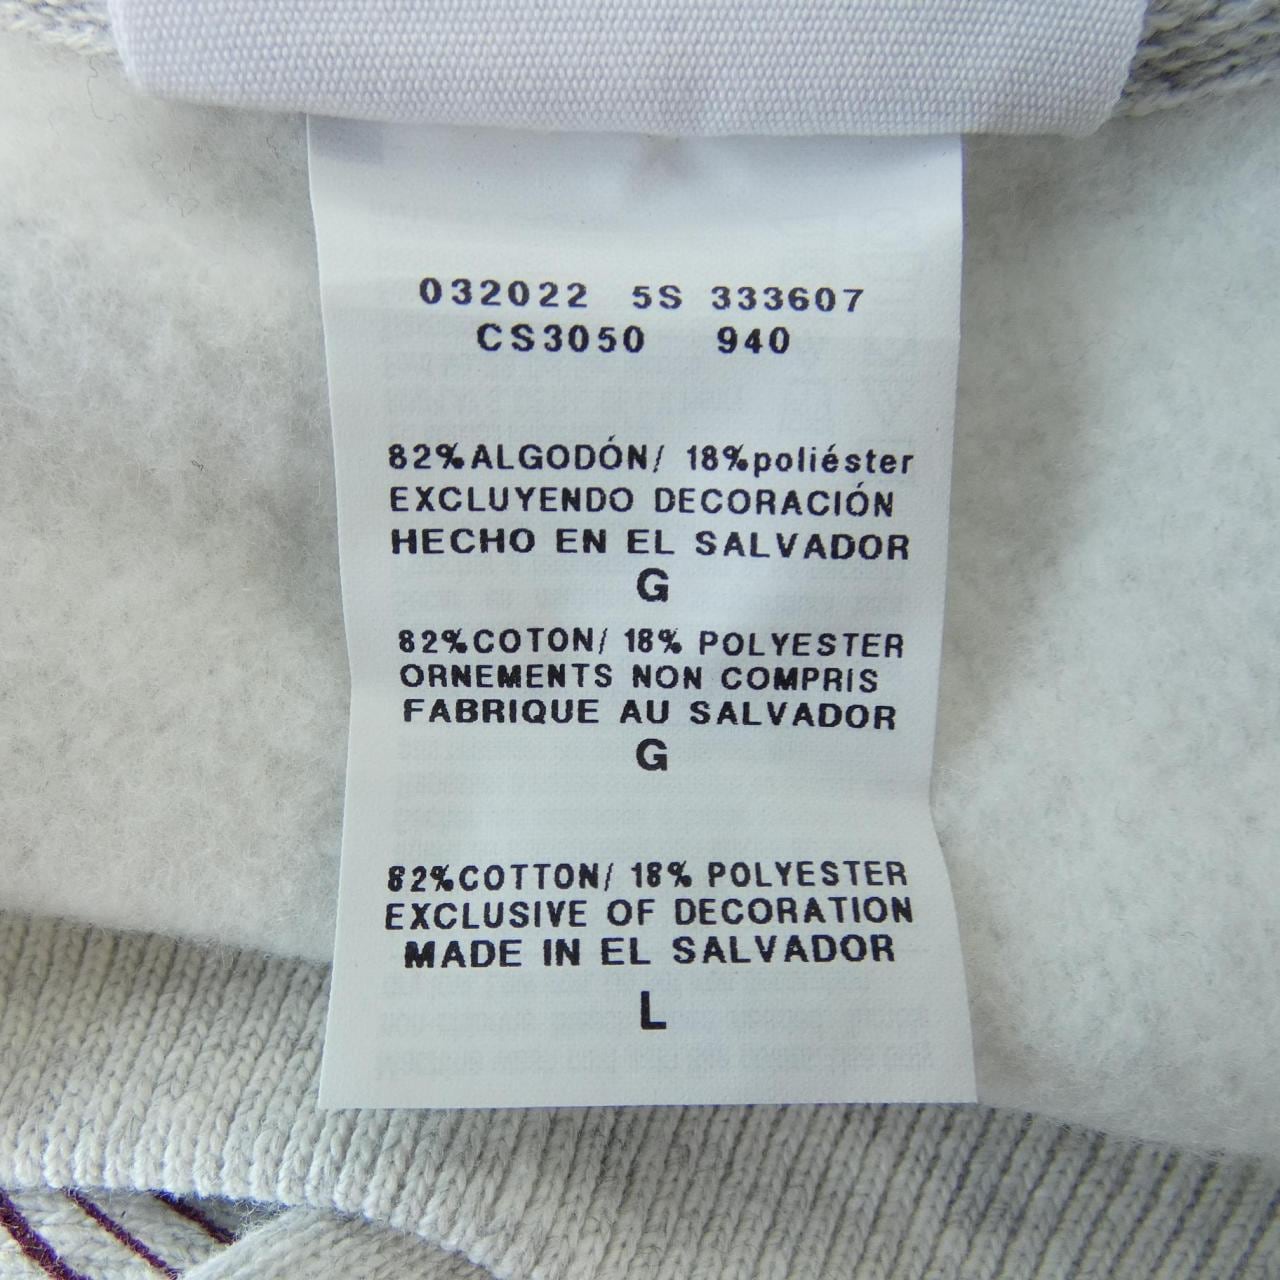 032022 5S 333607
CS3050 940
82%ALGODÓN/ 18%poliéster
EXCLUYENDO DECORACIÓN
HECHO EN EL SALVADOR
G
82%COTON/ 18% POLYESTER
ORNEMENTS NON COMPRIS
FABRIQUE AU SALVADOR
G
82%COTTON/ 18% POLYESTER
EXCLUSIVE OF DECORATION
MADE IN EL SALVADOR
L